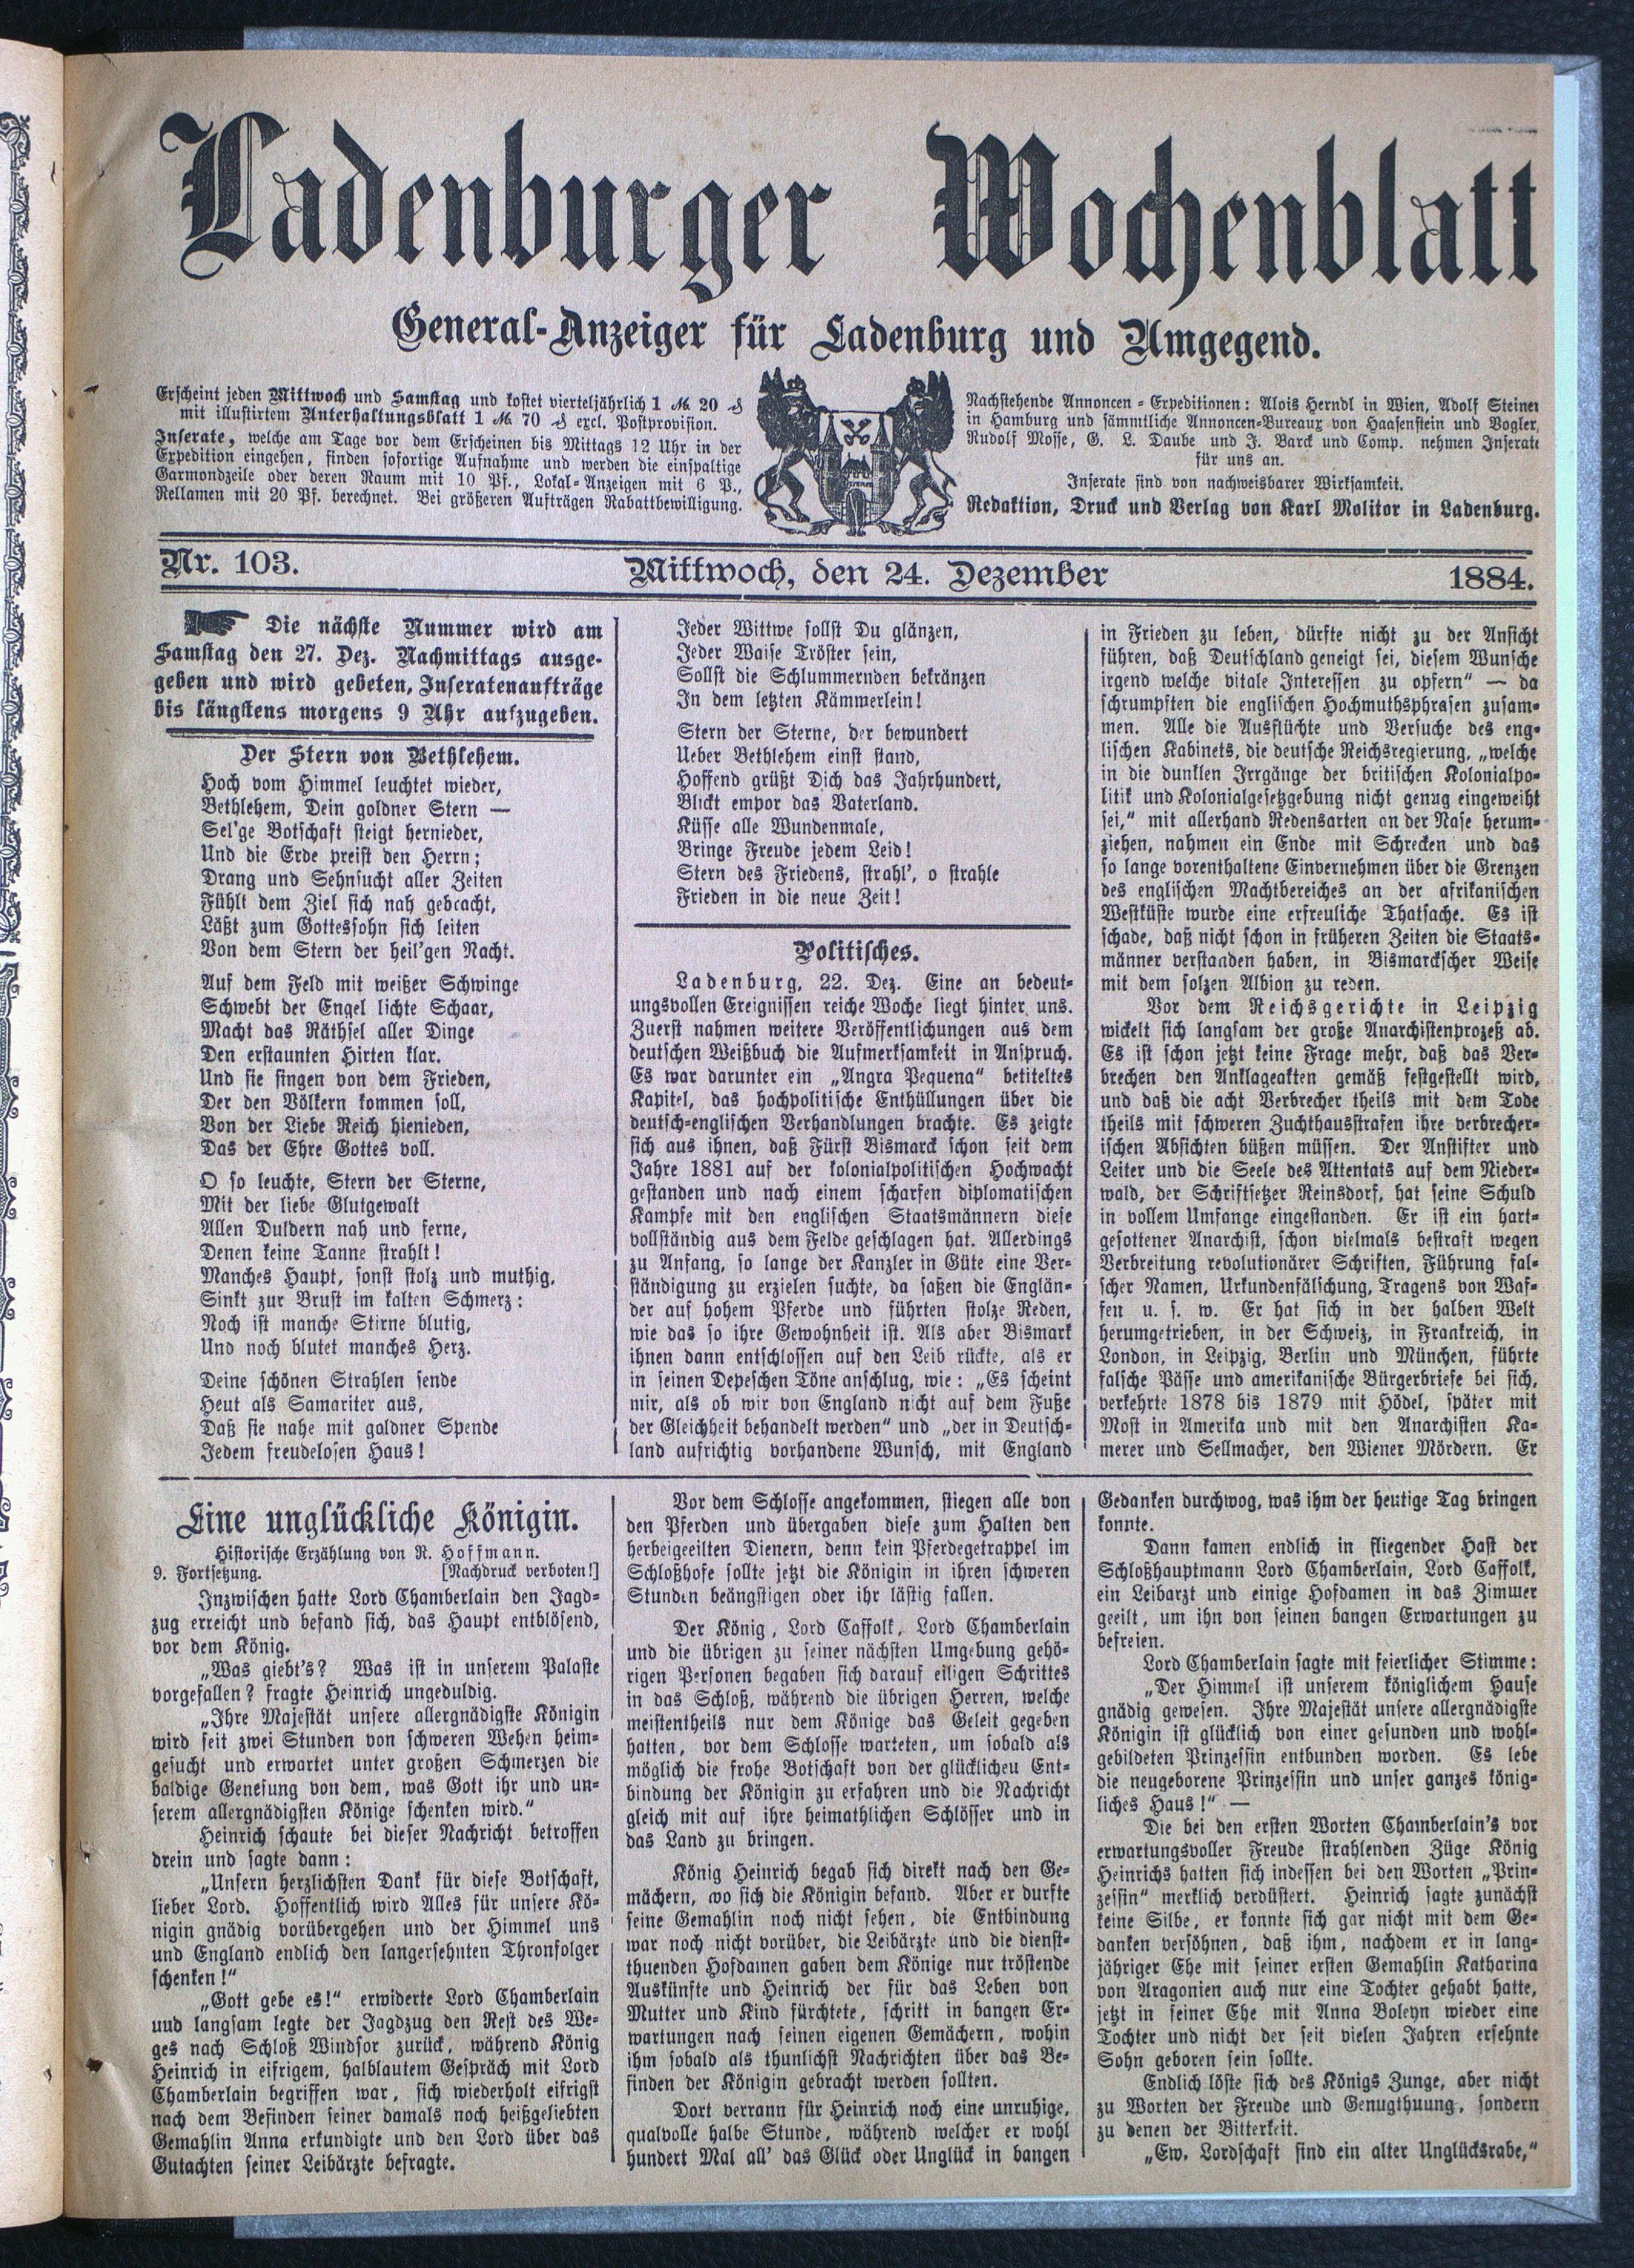 Ladenburger Wochenblatt
General-Anzeiger für Ladenburg und Umgegend.
Erscheint jeden Mittwoch und Samstag und kostet vierteljährlich 1 M. 20 ₰
mit illustirtem Unterhaltungsblatt 1 M. 70 ₰ excl. Postprovision.
Inserate, welche am Tage vor dem Erscheinen bis Mittags 12 Uhr in der
Expedition eingehen, finden sofortige Aufnahme und werden die einspaltige
Garmondzeile oder deren Raum mit 10 Pf., Lokal-Anzeigen mit 6 P.,
Rellamen mit 20 Pf. berechnet. Bei größeren Aufträgen Rabattbewilligung.
Nachstehende Annoncen-Expeditionen: Alois Herndl in Wien, Adolf Steiner
in Hamburg und sämmtliche Annoncen-Bureaux von Haasenstein und Vogler,
Rudolf Mosse, G. L. Daube und J. Barck und Comp. nehmen Inserate
für uns an.
Inserate sind von nachweisbarer Wirksamkeit.
Redaktion, Druck und Verlag von Karl Molitor in Ladenburg.
Nr. 103. Mittwoch, den 24. Dezember 1884.
☛ Die nächste Nummer wird am
Samstag den 27. Dez. Nachmittags ausge-
geben und wird gebeten, Inseratenaufträge
bis längstens morgens 9 Uhr aufzugeben.
Der Stern von Bethlehem.
Hoch vom Himmel leuchtet wieder,
Bethlehem, Dein goldner Stern —
Sel'ge Botschaft steigt hernieder,
Und die Erde preist den Herrn;
Drang und Sehnsucht aller Zeiten
Fühlt dem Ziel sich nah gebracht,
Läßt zum Gottessohn sich leiten
Von dem Stern der heil'gen Nacht.
Auf dem Feld mit weißer Schwinge
Schwebt der Engel lichte Schaar,
Macht das Räthsel aller Dinge
Den erstaunten Hirten klar.
Und sie singen von dem Frieden,
Der den Völkern kommen soll,
Von der Liebe Reich hienieden,
Das der Ehre Gottes voll.
O so leuchte, Stern der Sterne,
Mit der liebe Glutgewalt
Allen Duldern nah und ferne,
Denen keine Tanne strahlt!
Manches Haupt, sonst stolz und muthig,
Sinkt zur Brust im kalten Schmerz:
Noch ist manche Stirne blutig,
Und noch blutet manches Herz.
Deine schönen Strahlen sende
Heut als Samariter aus,
Daß sie nahe mit goldner Spende
Jedem freudelosen Haus!
Jeder Wittwe sollst Du glänzen,
Jeder Waise Tröster sein,
Sollst die Schlummernden bekränzen
In dem letzten Kämmerlein!
Stern der Sterne, der bewundert
Ueber Bethlehem einst stand,
Hoffend grüßt Dich das Jahrhundert,
Blickt empor das Vaterland.
Küsse alle Wundenmale,
Bringe Freude jedem Leid!
Stern des Friedens, strahl', o strahle
Frieden in die neue Zeit!
Politisches.
Ladenburg, 22. Dez. Eine an bedeut-
ungsvollen Ereignissen reiche Woche liegt hinter uns.
Zuerst nahmen weitere Veröffentlichungen aus dem
deutschen Weißbuch die Aufmerksamkeit in Anspruch.
Es war darunter ein „Angra Pequena“ betiteltes
Kapitel, das hochpolitische Enthüllungen über die
deutsch-englischen Verhandlungen brachte. Es zeigte
sich aus ihnen, daß Fürst Bismarck schon seit dem
Jahre 1881 auf der kolonialpolitischen Hochwacht
gestanden und nach einem scharfen diplomatischen
Kampfe mit den englischen Staatsmännern diese
vollständig aus dem Felde geschlagen hat. Allerdings
zu Anfang, so lange der Kanzler in Güte eine Ver-
ständigung zu erzielen suchte, da saßen die Englän-
der auf hohem Pferde und führten stolze Reden,
wie das so ihre Gewohnheit ist. Als aber Bismark
ihnen dann entschlossen auf den Leib rückte, als er
in seinen Depeschen Töne anschlug, wie: „Es scheint
mir, als ob wir von England nicht auf dem Fuße
der Gleichheit behandelt werden“ und „der in Deutsch-
land aufrichtig vorhandene Wunsch, mit England
in Frieden zu leben, dürfte nicht zu der Ansicht
führen, daß Deutschland geneigt sei, diesem Wunsche
irgend welche vitale Interessen zu opfern“ — da
schrumpften die englischen Hochmuthsphrasen zusam-
men. Alle die Ausflüchte und Versuche des eng-
lischen Kabinets, die deutsche Reichsregierung, „welche
in die dunklen Irrgänge der britischen Kolonialpo-
litik und Kolonialgesetzgebung nicht genug eingeweiht
sei,“ mit allerhand Redensarten an der Nase herum-
ziehen, nahmen ein Ende mit Schrecken und das
so lange vorenthaltene Einvernehmen über die Grenzen
des englischen Machtbereiches an der afrikanischen
Westküste wurde eine erfreuliche Thatsache. Es ist
schade, daß nicht schon in früheren Zeiten die Staats-
männer verstanden haben, in Bismarckscher Weise
mit dem solzen Albion zu reden.
Vor dem Reichsgerichte in Leipzig
wickelt sich langsam der große Anarchistenprozeß ab.
Es ist schon jetzt keine Frage mehr, daß das Ver-
brechen den Anklageakten gemäß festgestellt wird,
und daß die acht Verbrecher theils mit dem Tode
theils mit schweren Zuchthausstrafen ihre verbrecher-
ischen Absichten büßen müssen. Der Anstifter und
Leiter und die Seele des Attentats auf dem Nieder-
wald, der Schriftsetzer Reinsdorf, hat seine Schuld
in vollem Umfange eingestanden. Er ist ein hart-
gesottener Anarchist, schon vielmals bestraft wegen
Verbreitung revolutionärer Schriften, Führung fal-
scher Namen, Urkundenfälschung, Tragens von Waf-
fen u. s. w. Er hat sich in der halben Welt
herumgetrieben, in der Schweiz, in Frankreich, in
London, in Leipzig, Berlin und München, führte
falsche Pässe und amerikanische Bürgerbriefe bei sich,
verkehrte 1878 bis 1879 mit Hödel, später mit
Most in Amerika und mit den Anarchisten Ka-
merer und Sellmacher, den Wiener Mördern. Er
Eine unglückliche Königin.
Historische Erzählung von R. Hoffmann.
9. Fortsetzung. [Nachdruck verboten!]
Inzwischen hatte Lord Chamberlain den Jagd-
zug erreicht und befand sich, das Haupt entblösend,
vor dem König.
„Was giebt's? Was ist in unserem Palaste
vorgefallen? fragte Heinrich ungeduldig.
„Ihre Majestät unsere allergnädigste Königin
wird seit zwei Stunden von schweren Wehen heim-
gesucht und erwartet unter großen Schmerzen die
baldige Genesung von dem, was Gott ihr und un-
serem allergnädigsten Könige schenken wird.“
Heinrich schaute bei dieser Nachricht betroffen
drein und sagte dann:
„Unsern herzlichsten Dank für diese Botschaft,
lieber Lord. Hoffentlich wird Alles für unsere Kö-
nigin gnädig vorübergehen und der Himmel uns
und England endlich den langersehnten Thronfolger
schenken!“
„Gott gebe es!“ erwiderte Lord Chamberlain
uud langsam legte der Jagdzug den Rest des We-
ges nach Schloß Windsor zurück, während König
Heinrich in eifrigem, halblautem Gespräch mit Lord
Chamberlain begriffen war, sich wiederholt eifrigst
nach dem Befinden seiner damals noch heißgeliebten
Gemahlin Anna erkundigte und den Lord über das
Gutachten seiner Leibärzte befragte.
Vor dem Schlosse angekommen, stiegen alle von
den Pferden und übergaben diese zum Halten den
herbeigeeilten Dienern, denn kein Pferdegetrappel im
Schloßhofe sollte jetzt die Königin in ihren schweren
Stunden beängstigen oder ihr lästig fallen.
Der König, Lord Caffolk, Lord Chamberlain
und die übrigen zu seiner nächsten Umgebung gehö-
rigen Personen begaben sich darauf eiligen Schrittes
in das Schloß, während die übrigen Herren, welche
meistentheils nur dem Könige das Geleit gegeben
hatten, vor dem Schlosse warteten, um sobald als
möglich die frohe Botschaft von der glücklichen Ent-
bindung der Königin zu erfahren und die Nachricht
gleich mit auf ihre heimathlichen Schlösser und in
das Land zu bringen.
König Heinrich begab sich direkt nach den Ge-
mächern, wo sich die Königin befand. Aber er durfte
seine Gemahlin noch nicht sehen, die Entbindung
war noch nicht vorüber, die Leibärzte und die dienst-
thuenden Hofdamen gaben dem Könige nur tröstende
Auskünfte und Heinrich der für das Leben von
Mutter und Kind fürchtete, schritt in bangen Er-
wartungen nach seinen eigenen Gemächern, wohin
ihm sobald als thunlichst Nachrichten über das Be-
finden der Königin gebracht werden sollten.
Dort verrann für Heinrich noch eine unruhige,
qualvolle halbe Stunde, während welcher er wohl
hundert Mal all' das Glück oder Unglück in bangen
Gedanken durchwog, was ihm der heutige Tag bringen
konnte.
Dann kamen endlich in fliegender Hast der
Schloßhauptmann Lord Chamberlain, Lord Caffolk,
ein Leibarzt und einige Hofdamen in das Zimmer
geeilt, um ihn von seinen bangen Erwartungen zu
befreien.
Lord Chamberlain sagte mit feierlicher Stimme:
„Der Himmel ist unserem königlichem Hause
gnädig gewesen. Ihre Majestät unsere allergnädigste
Königin ist glücklich von einer gesunden und wohl-
gebildeten Prinzessin entbunden worden. Es lebe
die neugeborene Prinzessin und unser ganzes könig-
liches Haus!“ —
Die bei den ersten Worten Chamberlain's vor
erwartungsvoller Freude strahlenden Züge König
Heinrichs hatten sich indessen bei den Worten „Prin-
zessin“ merklich verdüstert. Heinrich sagte zunächst
keine Silbe, er konnte sich gar nicht mit dem Ge-
danken versöhnen, daß ihm, nachdem er in lang-
jähriger Ehe mit seiner ersten Gemahlin Katharina
von Aragonien auch nur eine Tochter gehabt hatte,
jetzt in seiner Ehe mit Anna Boleyn wieder eine
Tochter und nicht der seit vielen Jahren ersehnte
Sohn geboren sein sollte.
Endlich löste sich des Königs Zunge, aber nicht
zu Worten der Freude und Genugthuung, sondern
zu denen der Bitterkeit.
„Ew. Lordschaft sind ein alter Unglücksrabe,“